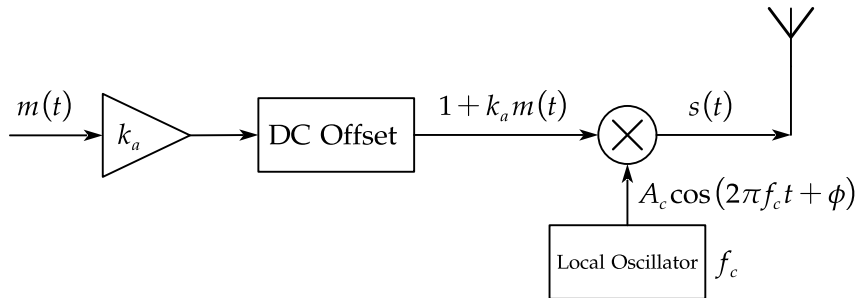 m(t)
k_a
DC Offset
1 + k_a m(t)
s(t)
A_c cos(2πf_c t + ϕ)
Local Oscillator
f_c